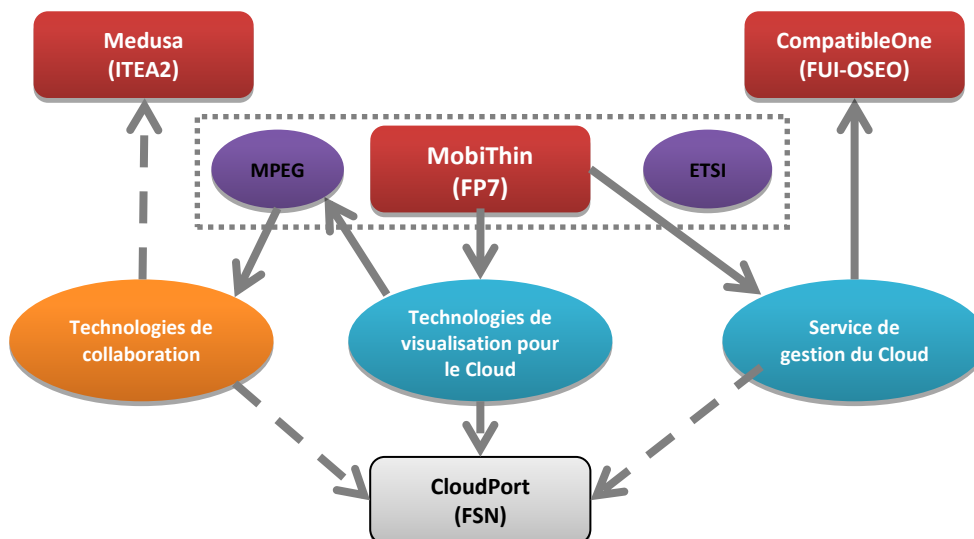 Medusa
(ITEA2)
CompatibleOne
(FUI-OSEO)
MPEG
MobiThin
(FP7)
ETSI
Technologies de
collaboration
Technologies de
visualisation pour
le Cloud
Service de
gestion du Cloud
CloudPort
(FSN)